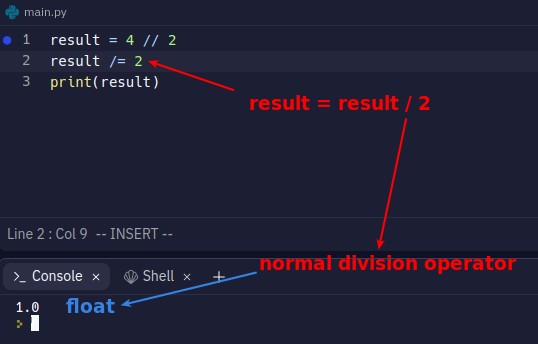 main.py
1 result = 4 // 2
2 result /= 2
3 print(result)
result = result / 2
Line 2 : Col 9 -- INSERT --
normal division operator
>_ Console × Shell × +
1.0 float
>